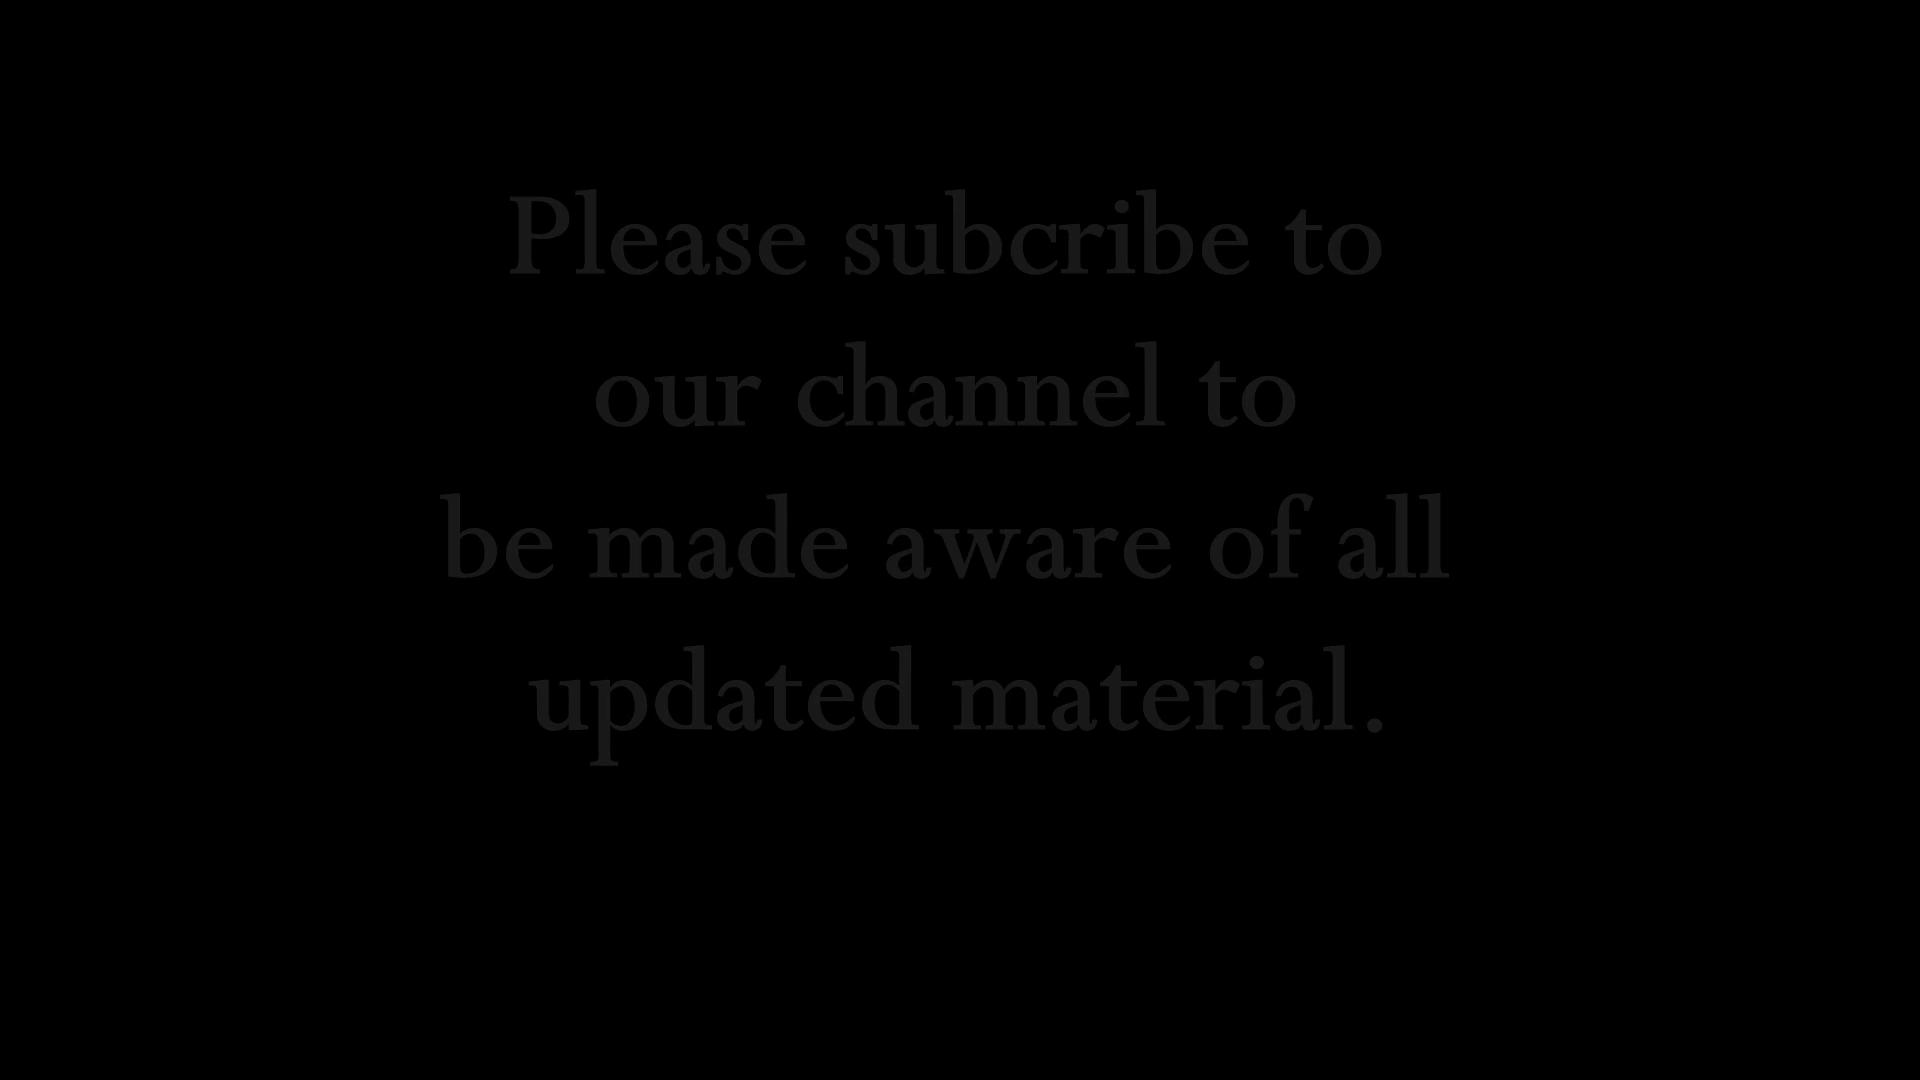 Please subcribe to
our channel to
be made aware of all
updated material.